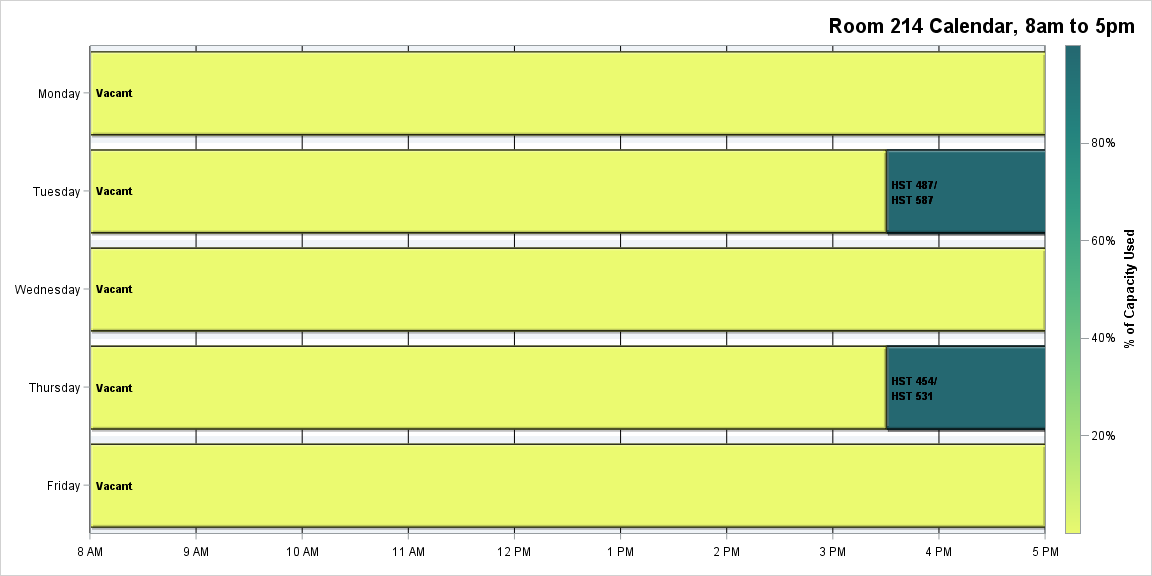 Room 214 Calendar, 8am to 5pm
Monday
Vacant
Tuesday
Vacant
HST 487/
HST 587
Wednesday
Vacant
Thursday
Vacant
HST 454/
HST 531
Friday
Vacant
8 AM
9 AM
10 AM
11 AM
12 PM
1 PM
2 PM
3 PM
4 PM
5 PM
80%
60%
40%
20%
% of Capacity Used